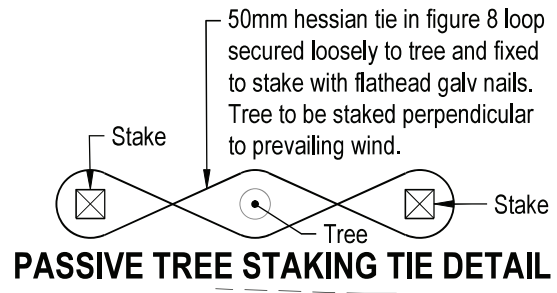 50mm hessian tie in figure 8 loop
secured loosely to tree and fixed
to stake with flathead galv nails.
Tree to be staked perpendicular
to prevailing wind.
Stake
Stake
Tree
PASSIVE TREE STAKING TIE DETAIL